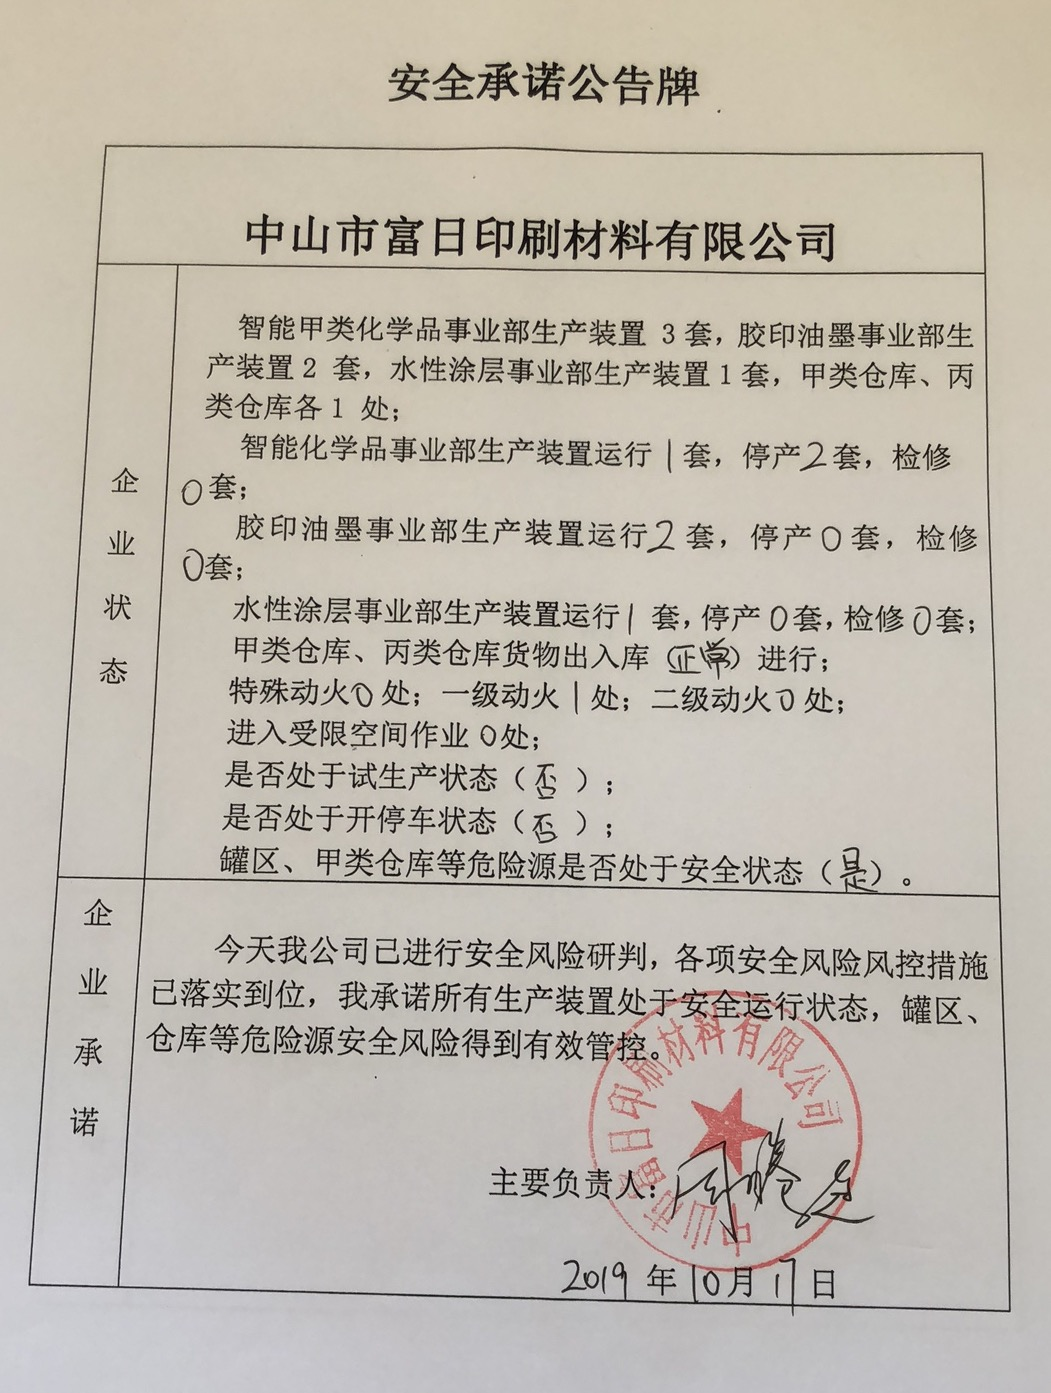 安全承诺公告牌
中山市富日印刷材料有限公司
企业状态
智能甲类化学品事业部生产装置 3 套，胶印油墨事业部生
产装置 2 套，水性涂层事业部生产装置 1 套，甲类仓库、丙
类仓库各 1 处；
智能化学品事业部生产装置运行 1 套，停产 2 套，检修
0 套；
胶印油墨事业部生产装置运行 2 套，停产 0 套，检修
0 套；
水性涂层事业部生产装置运行 1 套，停产 0 套，检修 0 套；
甲类仓库、丙类仓库货物出入库（正常）进行；
特殊动火 0 处；一级动火 1 处；二级动火 0 处；
进入受限空间作业 0 处；
是否处于试生产状态（否）；
是否处于开停车状态（否）；
罐区、甲类仓库等危险源是否处于安全状态（是）。
企业承诺
今天我公司已进行安全风险研判，各项安全风险风控措施
已落实到位，我承诺所有生产装置处于安全运行状态，罐区、
仓库等危险源安全风险得到有效管控。
中山市富日印刷材料有限公司
主要负责人：
2019 年 10 月 17 日